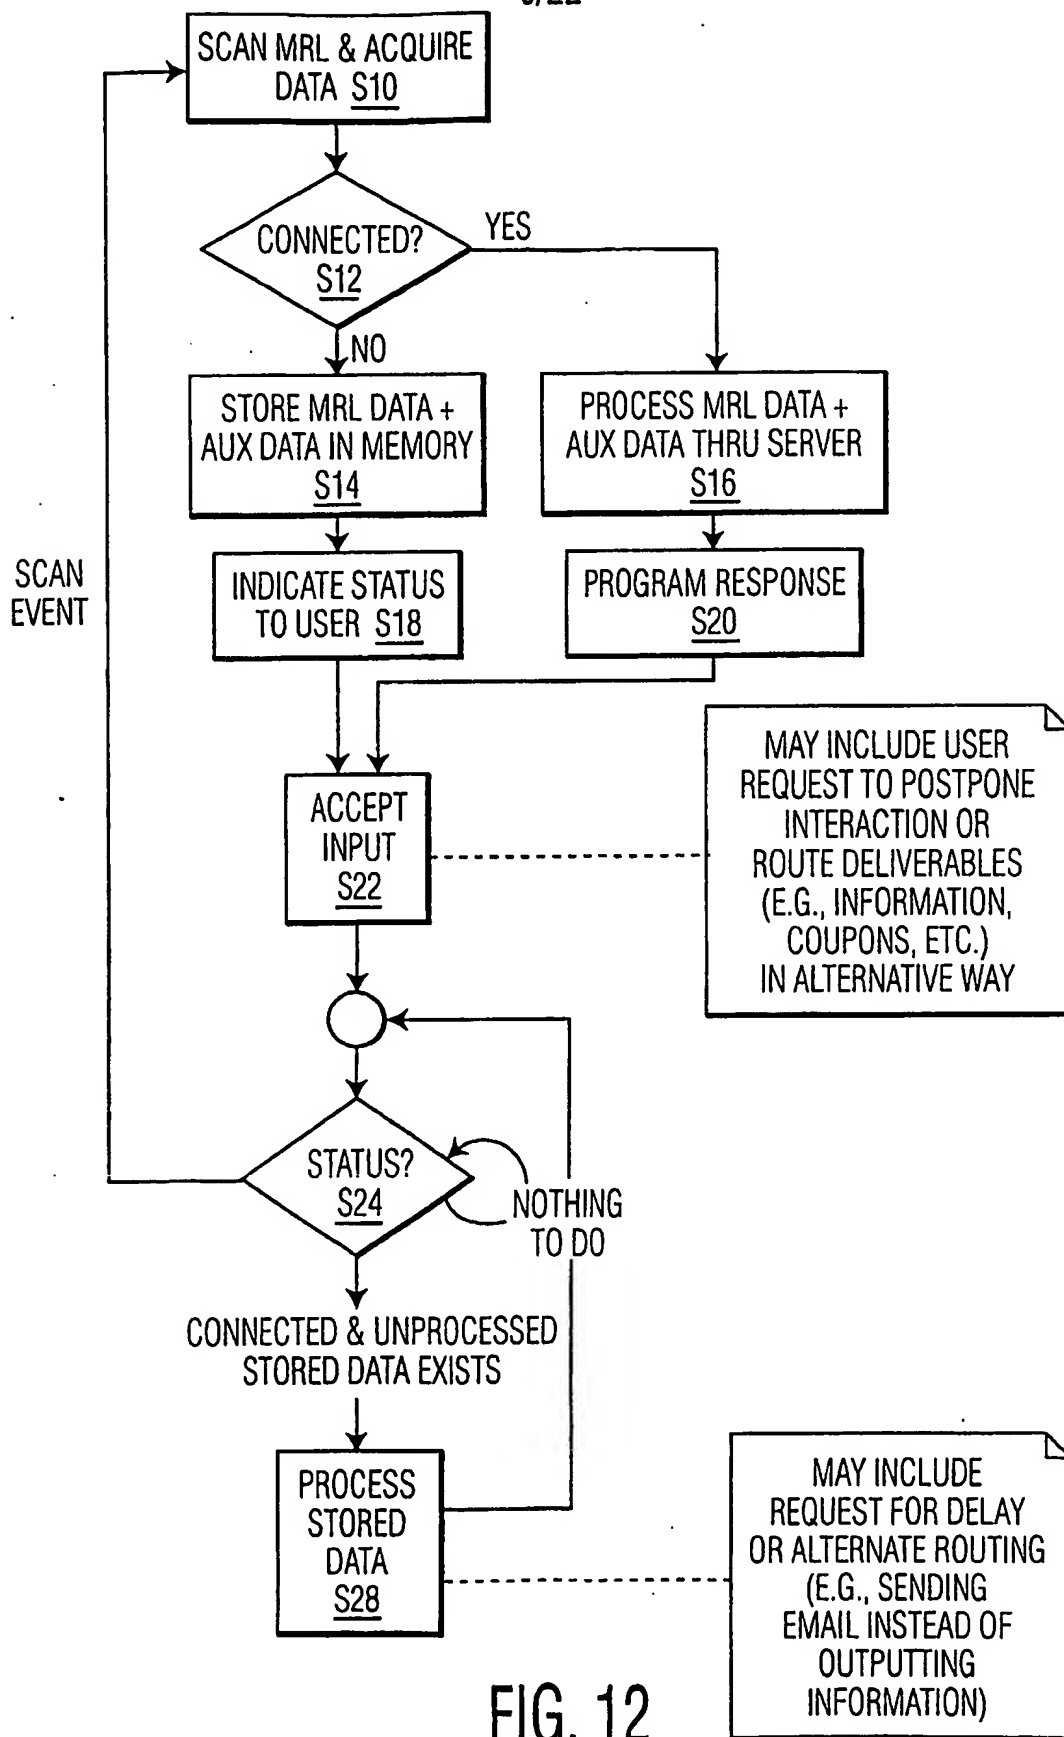 SCAN MRL & ACQUIRE
DATA S10
CONNECTED?
S12
YES
NO
STORE MRL DATA +
AUX DATA IN MEMORY
S14
PROCESS MRL DATA +
AUX DATA THRU SERVER
S16
SCAN
EVENT
INDICATE STATUS
TO USER S18
PROGRAM RESPONSE
S20
ACCEPT
INPUT
S22
MAY INCLUDE USER
REQUEST TO POSTPONE
INTERACTION OR
ROUTE DELIVERABLES
(E.G., INFORMATION,
COUPONS, ETC.)
IN ALTERNATIVE WAY
STATUS?
S24
NOTHING
TO DO
CONNECTED & UNPROCESSED
STORED DATA EXISTS
PROCESS
STORED
DATA
S28
MAY INCLUDE
REQUEST FOR DELAY
OR ALTERNATE ROUTING
(E.G., SENDING
EMAIL INSTEAD OF
OUTPUTTING
INFORMATION)
FIG. 12